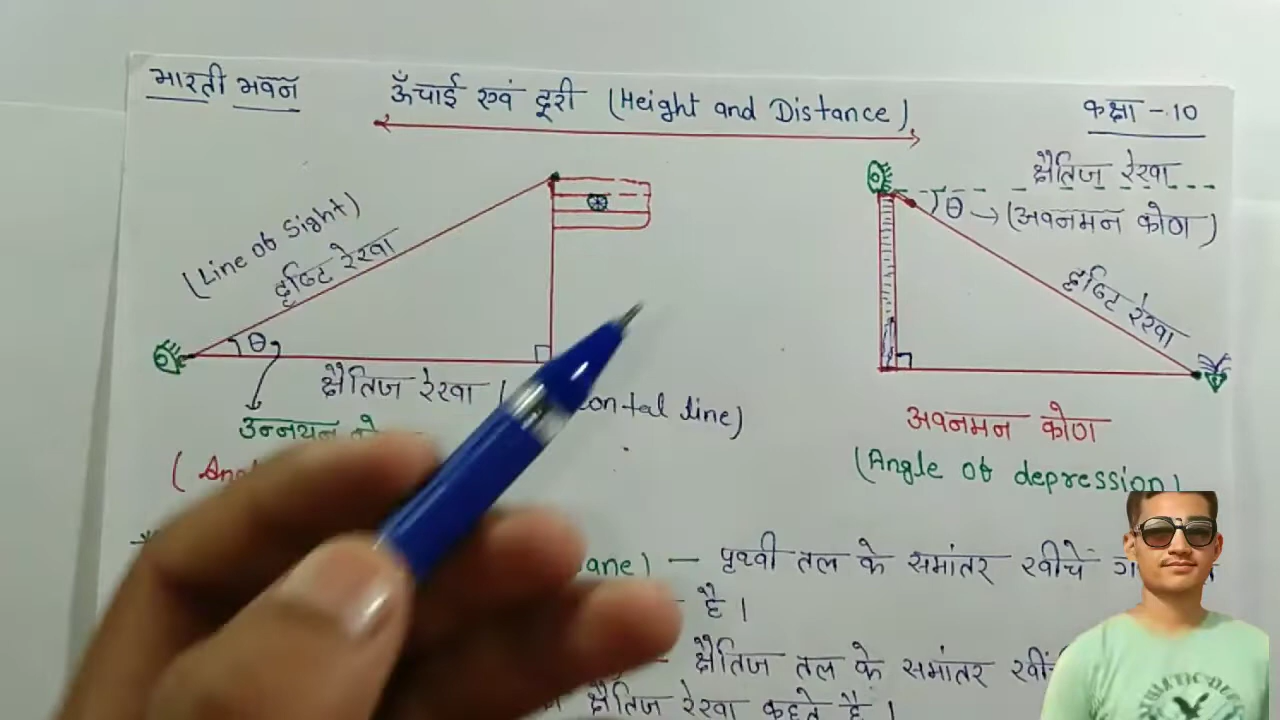 भारती भवन
ऊँचाई एवं दूरी (Height and Distance)
कक्षा - 10
(Line of Sight)
दृष्टि रेखा
θ
क्षैतिज रेखा (
contal line)
उन्नयन
क्षैतिज रेखा
θ → (अवनमन कोण)
दृष्टि रेखा
अवनमन कोण
(Angle of depression)
ane) — पृथ्वी तल के समांतर खींचे
है।
क्षैतिज तल के समांतर
क्षैतिज रेखा कहते है।